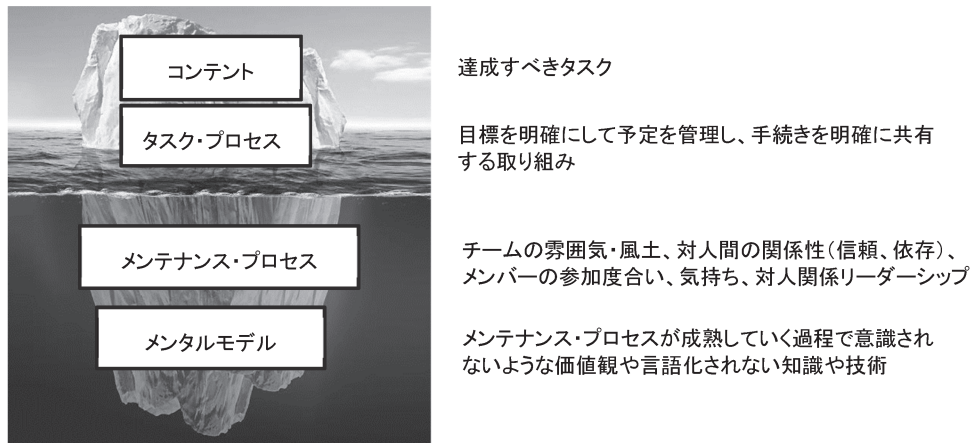 コンテント
達成すべきタスク
タスク・プロセス
目標を明確にして予定を管理し、手続きを明確に共有
する取り組み
メンテナンス・プロセス
チームの雰囲気・風土、対人間の関係性(信頼、依存)、
メンバーの参加度合い、気持ち、対人関係リーダーシップ
メンタルモデル
メンテナンス・プロセスが成熟していく過程で意識され
ないような価値観や言語化されない知識や技術